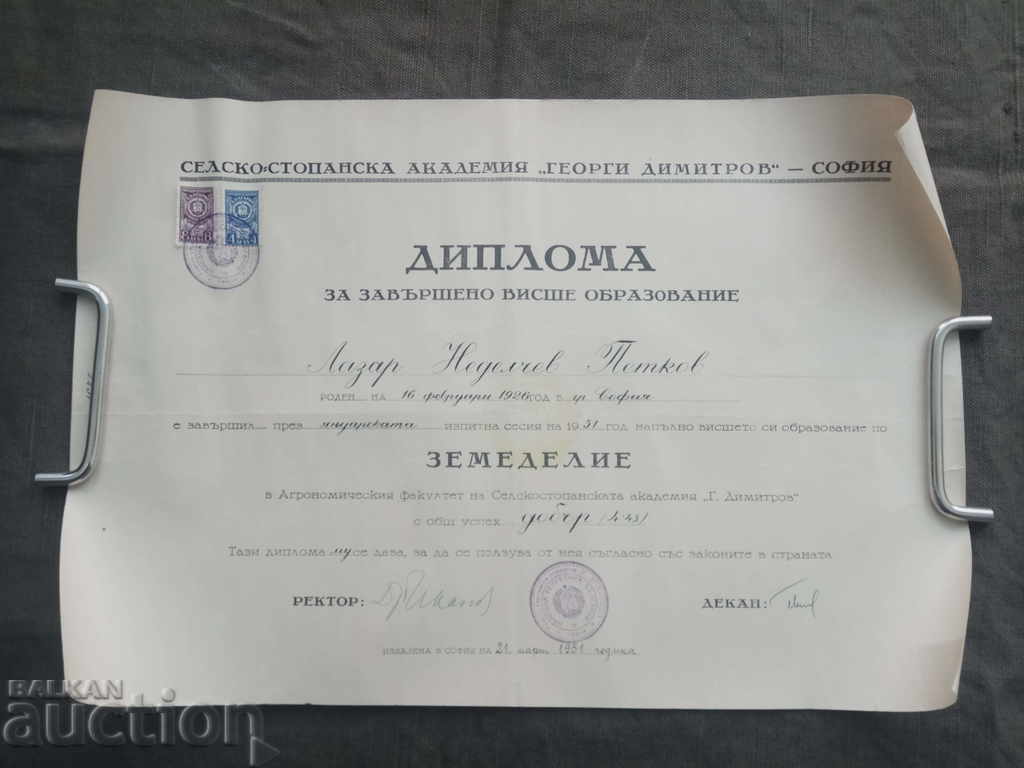 СЕЛСКО-СТОПАНСКА АКАДЕМИЯ „ГЕОРГИ ДИМИТРОВ“ — СОФИЯ
ДИПЛОМА
ЗА ЗАВЪРШЕНО ВИСШЕ ОБРАЗОВАНИЕ
Лазар Неделчев Петков
РОДЕН НА 16 февруари 1926 ГОД В гр София
е завършил през януарската изпитна сесия на 1951 год напълно висшето си образование по
ЗЕМЕДЕЛИЕ
в Агрономическия факултет на Селскостопанската академия „Г. Димитров“
с общ успех добър (4.48)
Тази диплома му се дава, за да се ползува от нея съгласно със законите в страната
РЕКТОР: ДЕКАН:
ИЗДАДЕНА В СОФИЯ НА 21 март 1951 година
BALKAN
auction